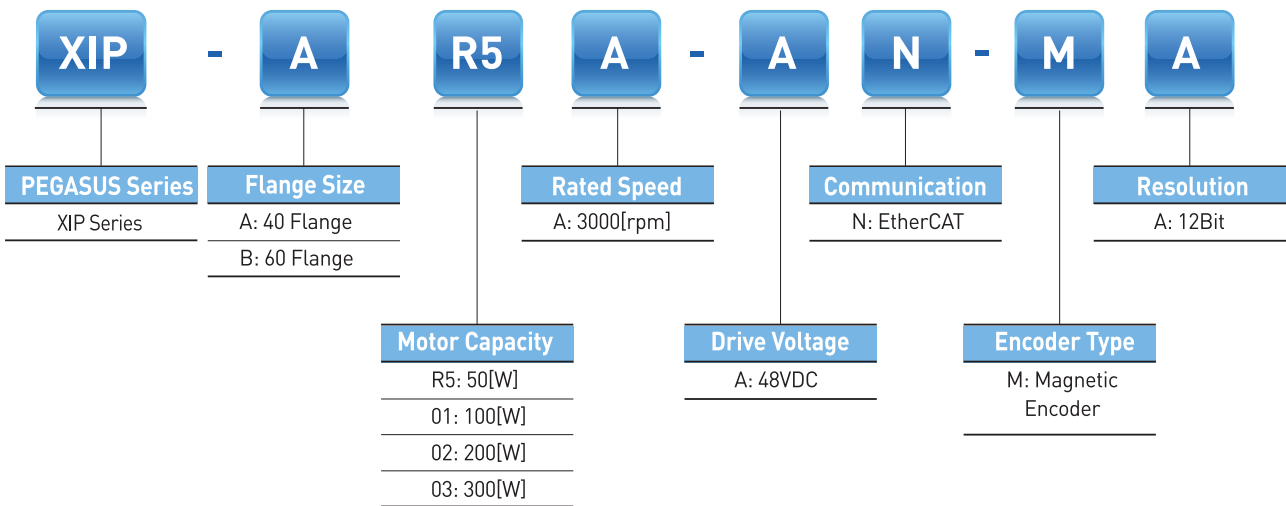 XIP - A R5 A - A N - M A
PEGASUS Series
XIP Series
Flange Size
A: 40 Flange
B: 60 Flange
Rated Speed
A: 3000[rpm]
Communication
N: EtherCAT
Resolution
A: 12Bit
Motor Capacity
R5: 50[W]
01: 100[W]
02: 200[W]
03: 300[W]
Drive Voltage
A: 48VDC
Encoder Type
M: Magnetic
Encoder